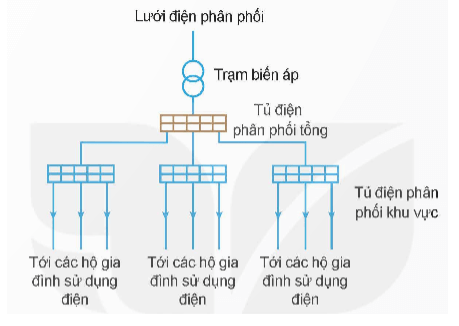 Lưới điện phân phối
Trạm biến áp
Tủ điện
phân phối tổng
Tủ điện phân
phối khu vực
Tới các hộ gia
đình sử dụng
điện
Tới các hộ gia
đình sử dụng
điện
Tới các hộ gia
đình sử dụng
điện